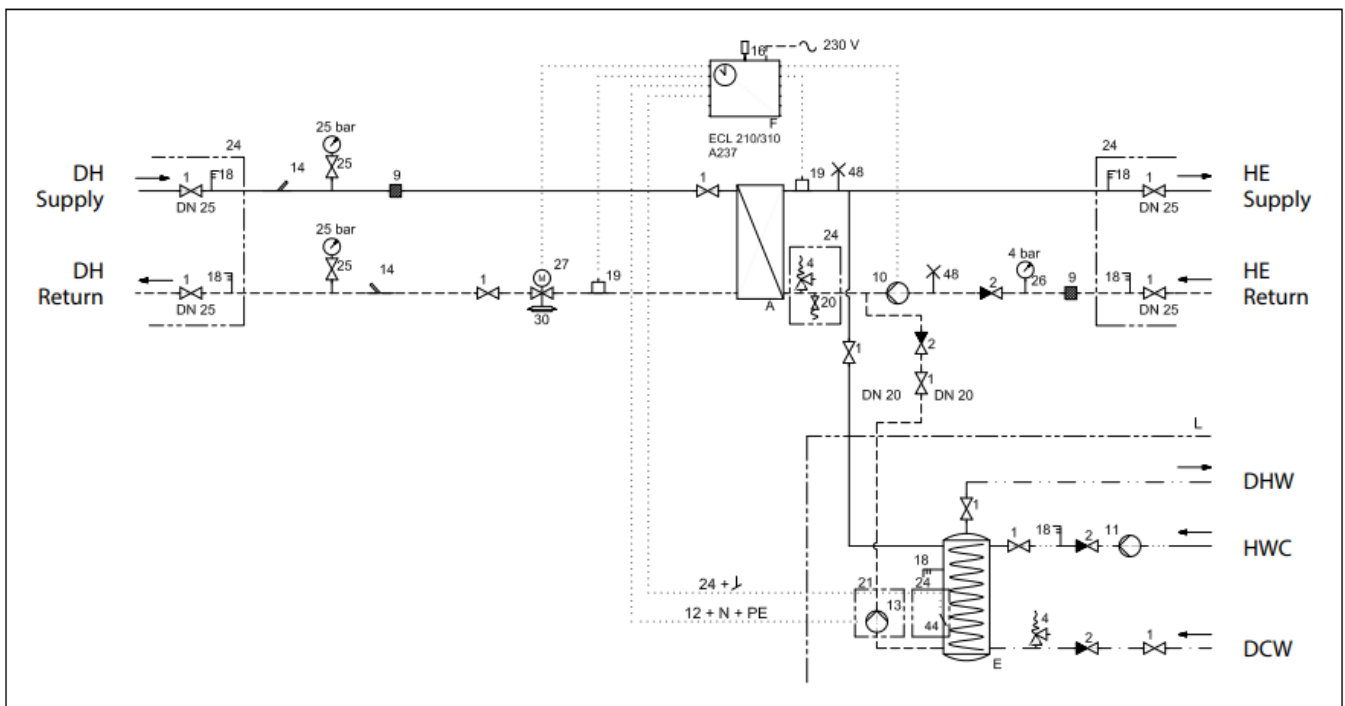 16 230 V
F
ECL 210/310
A237
25 bar
24 24
DH
Supply
1 18 14 25 9 1 19 48 18 1
DN 25 DN 25
HE
Supply
25 bar 24 4 bar
DH
Return
1 18 25 14 1 27 19 4 10 48 2 26 9 18 1
DN 25 M 30 A 20 DN 25
HE
Return
1 2
1
DN 20 DN 20
L
DHW
1
1 18 2 11
HWC
18
24 + 21 24
13
12 + N + PE 44
4 2 1
E
DCW